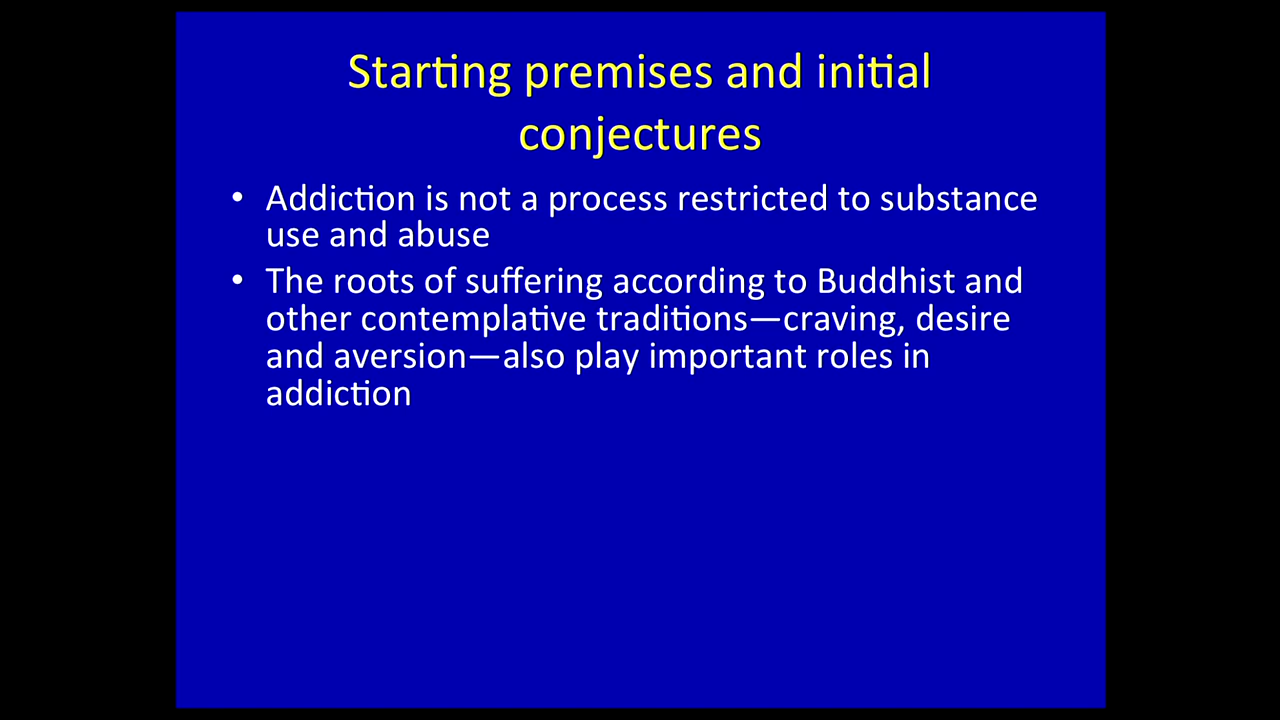 Starting premises and initial
conjectures
• Addiction is not a process restricted to substance
use and abuse
• The roots of suffering according to Buddhist and
other contemplative traditions—craving, desire
and aversion—also play important roles in
addiction